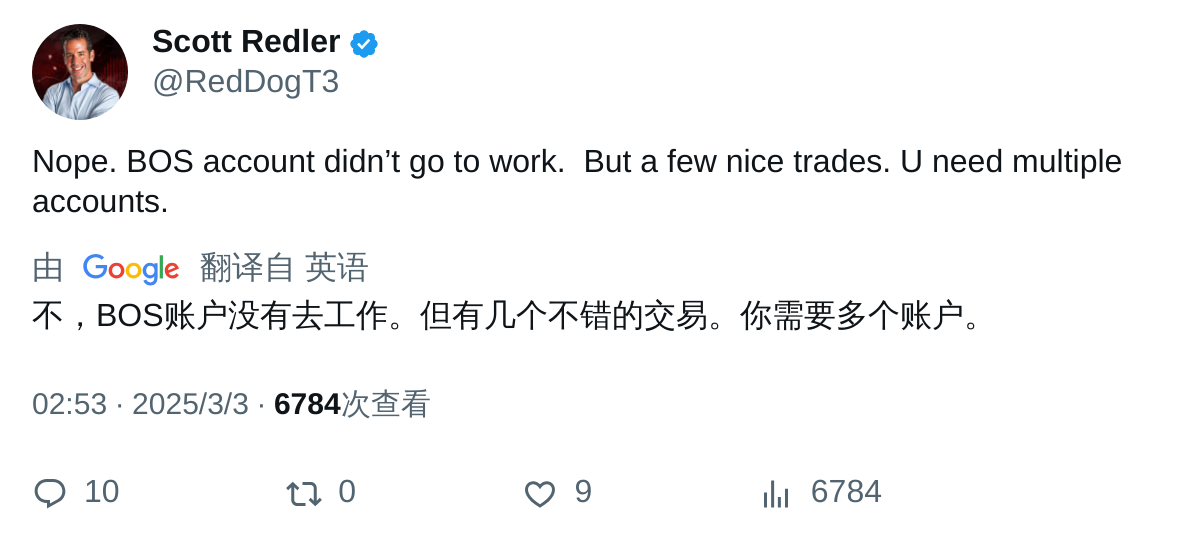 Scott Redler
@RedDogT3
Nope. BOS account didn’t go to work.  But a few nice trades. U need multiple
accounts.
由 Google 翻译自 英语
不，BOS账户没有去工作。但有几个不错的交易。你需要多个账户。
02:53 · 2025/3/3 · 6784次查看
10 0 9 6784